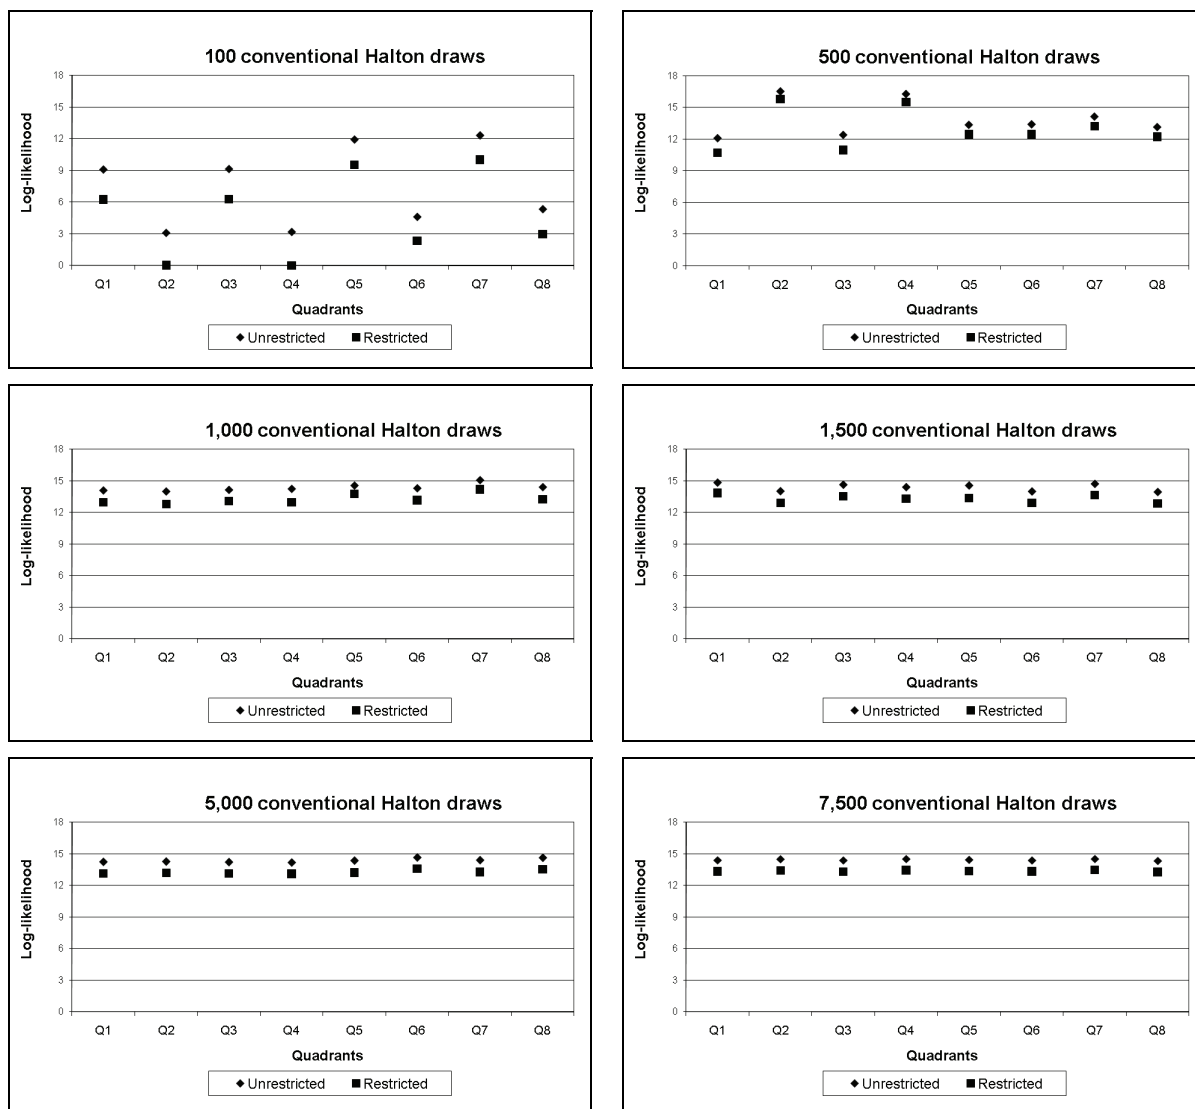 100 conventional Halton draws
18
15
12
9
6
3
0
Log-likelihood
Q1 Q2 Q3 Q4 Q5 Q6 Q7 Q8
Quadrants
Unrestricted Restricted
500 conventional Halton draws
18
15
12
9
6
3
0
Log-likelihood
Q1 Q2 Q3 Q4 Q5 Q6 Q7 Q8
Quadrants
Unrestricted Restricted
1,000 conventional Halton draws
18
15
12
9
6
3
0
Log-likelihood
Q1 Q2 Q3 Q4 Q5 Q6 Q7 Q8
Quadrants
Unrestricted Restricted
1,500 conventional Halton draws
18
15
12
9
6
3
0
Log-likelihood
Q1 Q2 Q3 Q4 Q5 Q6 Q7 Q8
Quadrants
Unrestricted Restricted
5,000 conventional Halton draws
18
15
12
9
6
3
0
Log-likelihood
Q1 Q2 Q3 Q4 Q5 Q6 Q7 Q8
Quadrants
Unrestricted Restricted
7,500 conventional Halton draws
18
15
12
9
6
3
0
Log-likelihood
Q1 Q2 Q3 Q4 Q5 Q6 Q7 Q8
Quadrants
Unrestricted Restricted